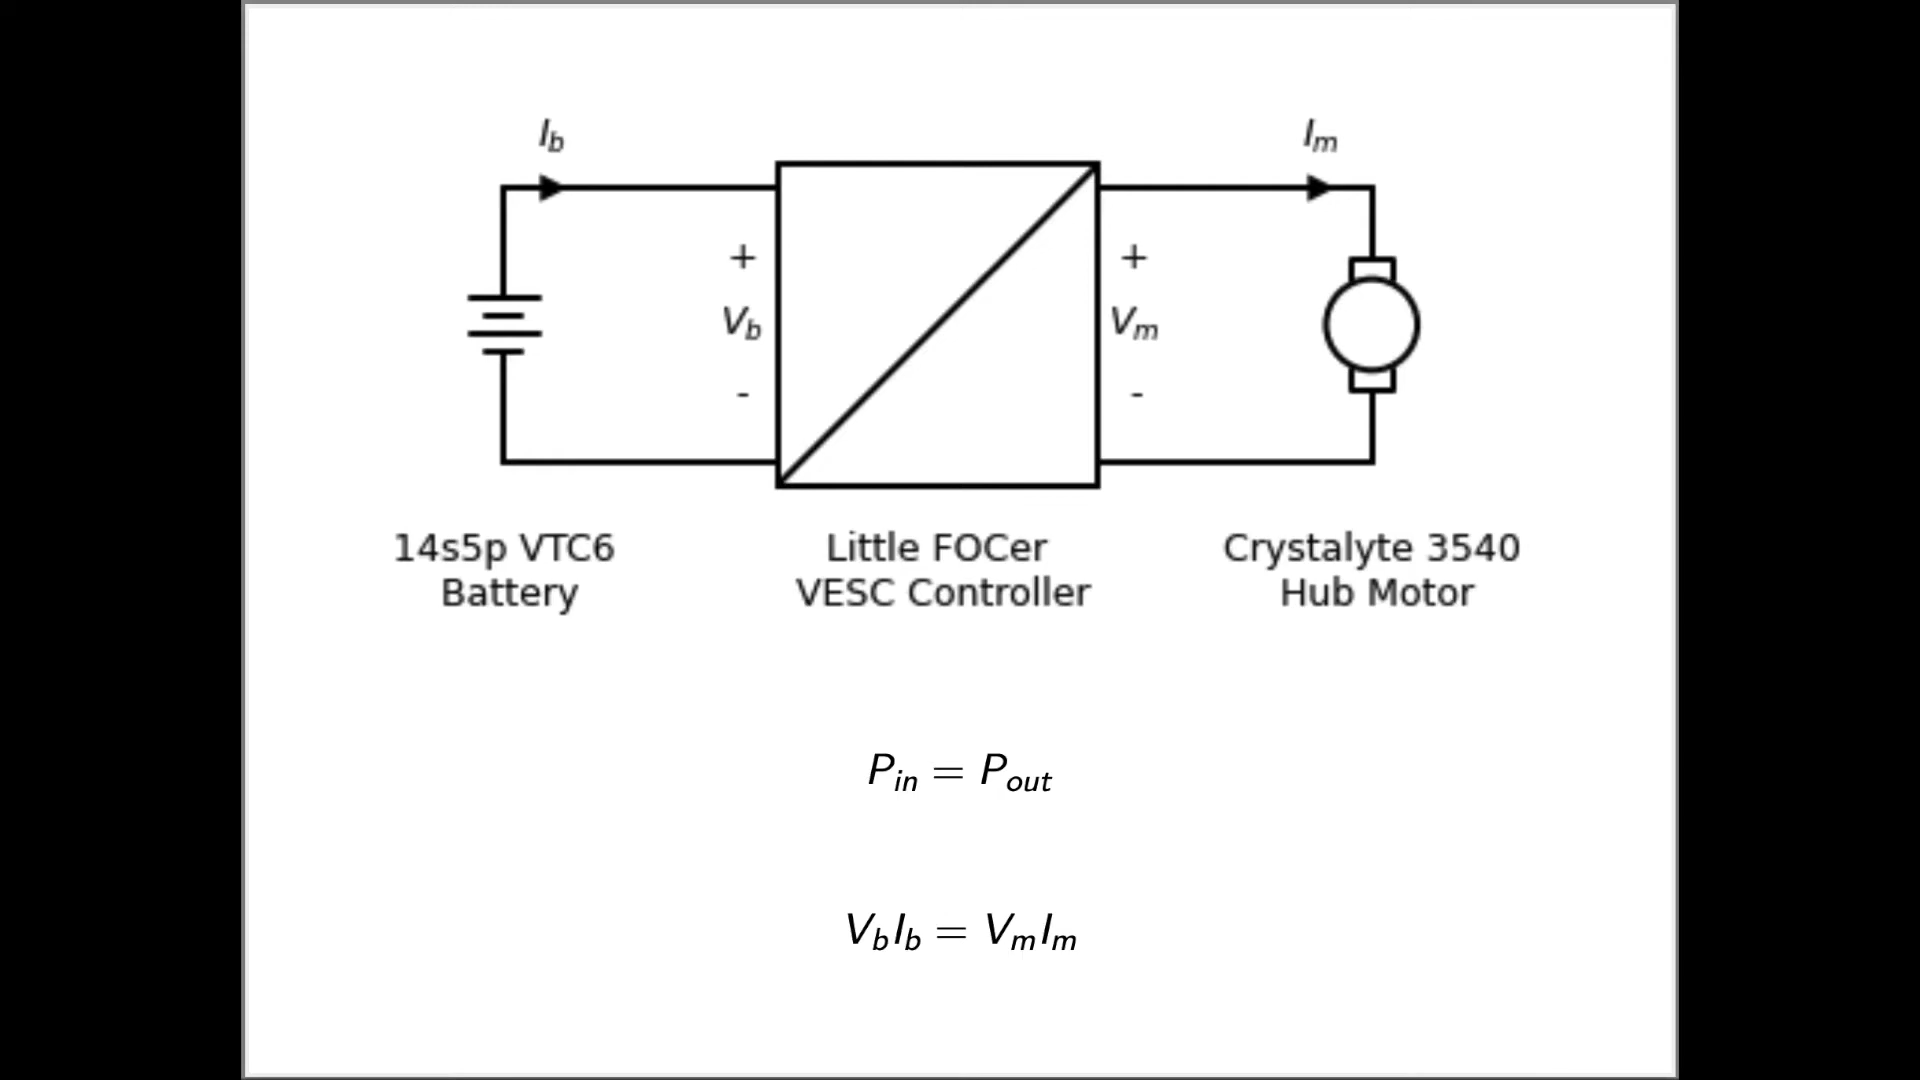 I_b
I_m
+
+
V_b
V_m
-
-
14s5p VTC6
Battery
Little FOCer
VESC Controller
Crystalyte 3540
Hub Motor
P_in = P_out
V_b I_b = V_m I_m